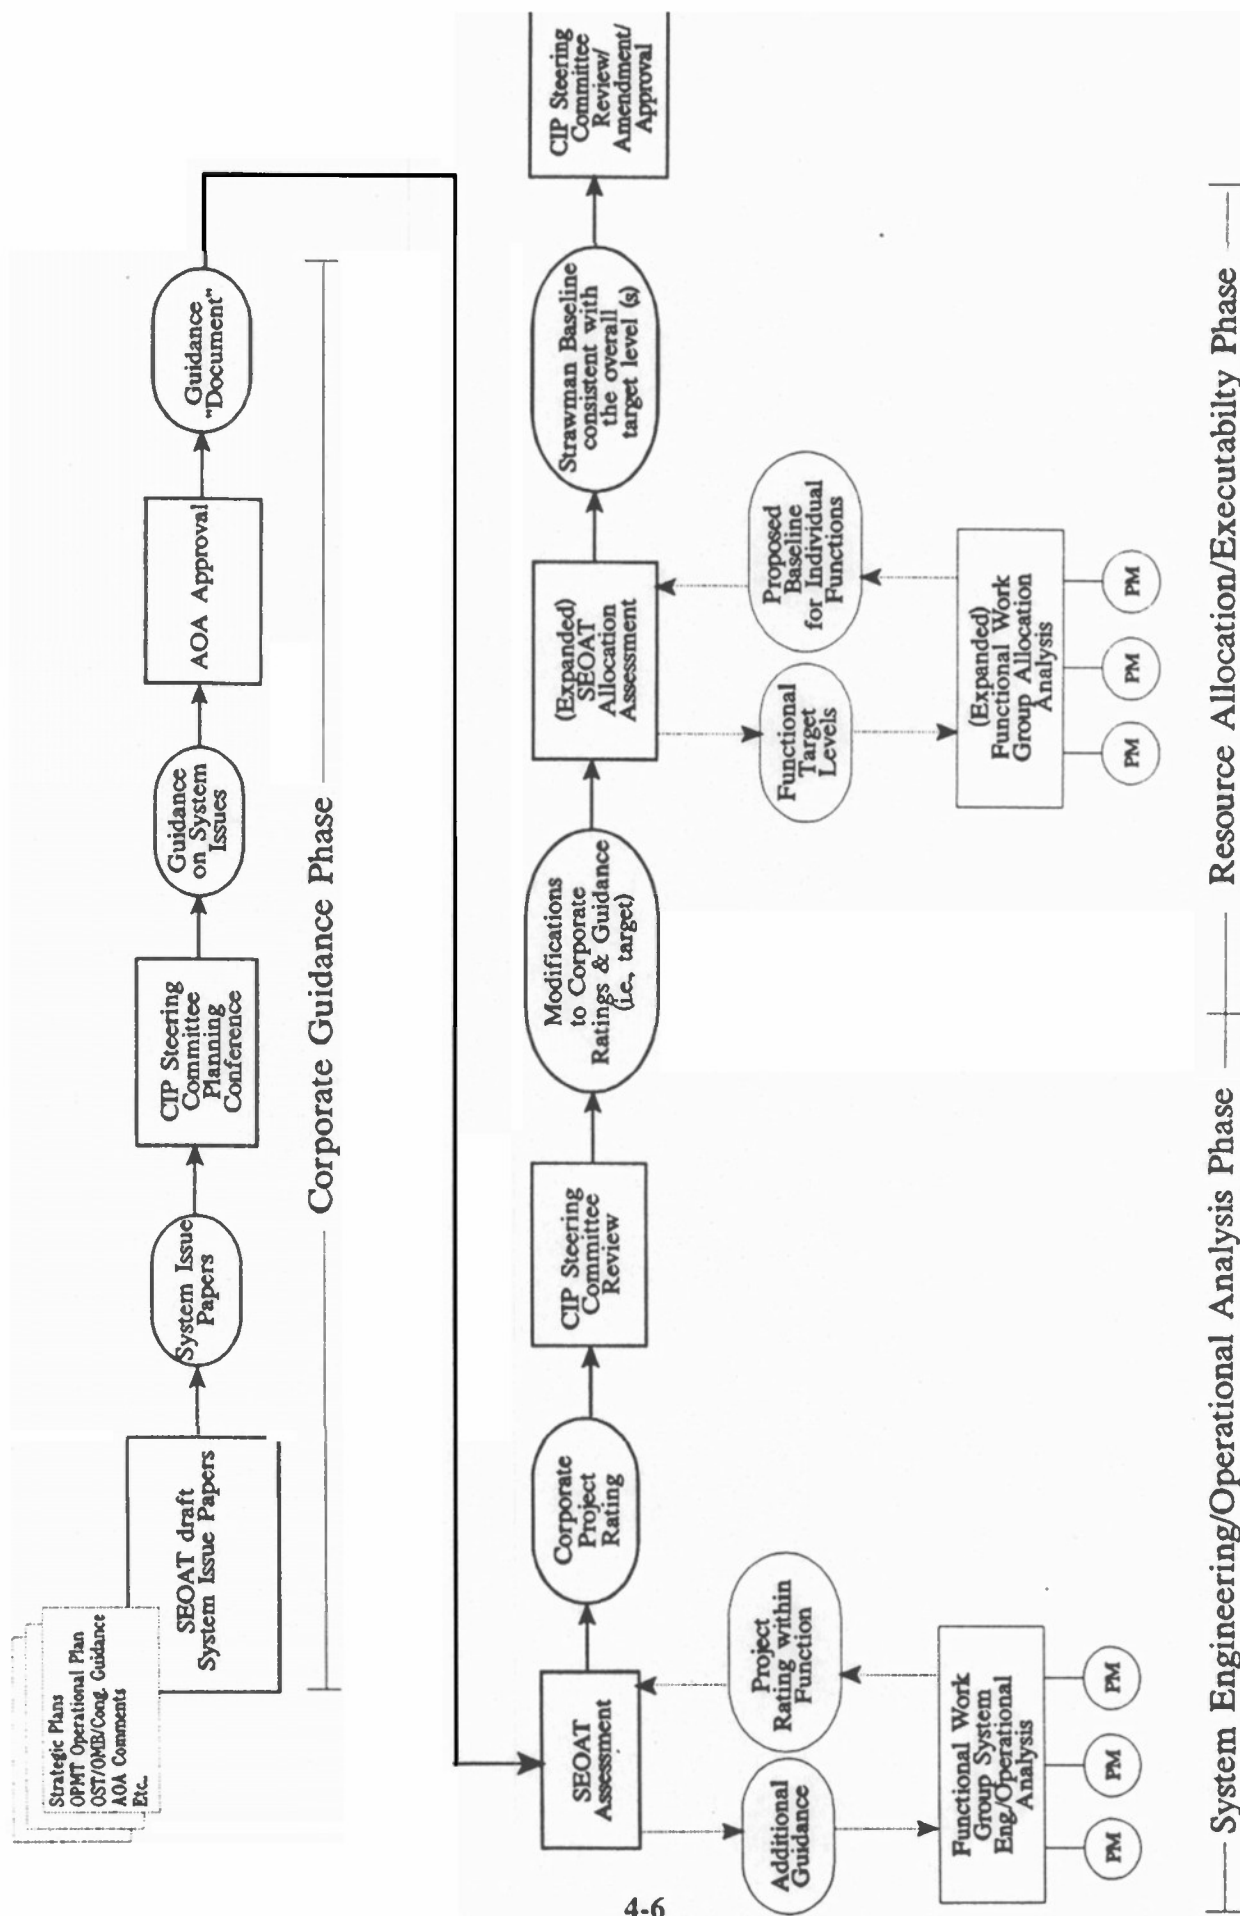 Strategic Plans
OPMT Operational Plan
OST/OMB/Cong. Guidance
AOA Comments
Etc.
SEOAT draft
System Issue Papers
System Issue
Papers
CIP Steering
Committee
Planning
Conference
Guidance
on System
Issues
AOA Approval
Guidance
"Document"
Corporate Guidance Phase
SEOAT
Assessment
Corporate
Project
Rating
CIP Steering
Committee
Review
Modifications
to Corporate
Ratings & Guidance
(i.e., target)
(Expanded)
SEOAT
Allocation
Assessment
Strawman Baseline
consistent with
the overall
target level (s)
CIP Steering
Committee
Review/
Amendment/
Approval
Additional
Guidance
Project
Rating within
Function
Functional Work
Group System
Eng/Operational
Analysis
PM
PM
PM
Functional
Target
Levels
Proposed
Baseline
for Individual
Functions
(Expanded)
Functional Work
Group Allocation
Analysis
PM
PM
PM
System Engineering/Operational Analysis Phase
Resource Allocation/Executabilty Phase
4-6